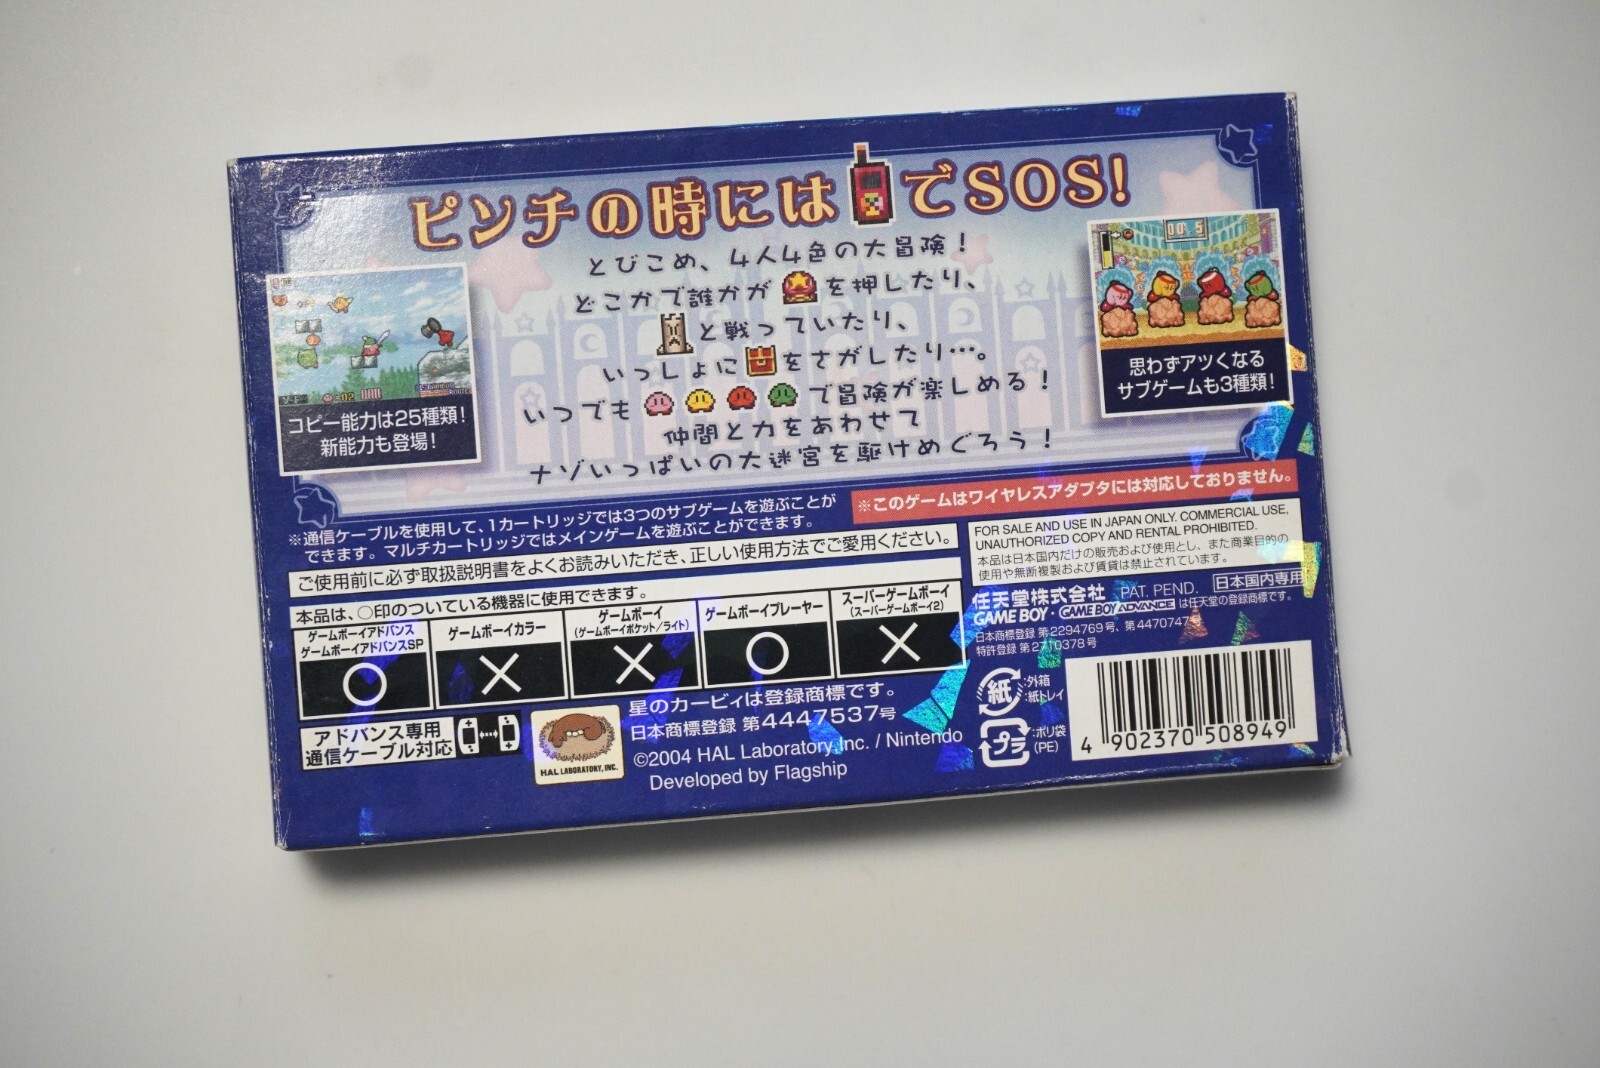 ピンチの時にはでSOS!
とびこめ、4人4色の大冒険!
どこかで誰かがを押したり、
と戦っていたり、
いっしょにをさがしたり…。
いつでもで冒険が楽しめる!
仲間と力をあわせて
ナゾいっぱいの大迷宮を駆けめぐろう!
コピー能力は25種類!
新能力も登場!
00"5
思わずアツくなる
サブゲームも3種類!
※通信ケーブルを使用して、1カートリッジでは3つのサブゲームを遊ぶことが
できます。マルチカートリッジではメインゲームを遊ぶことができます。
※このゲームはワイヤレスアダプタには対応しておりません。
ご使用前に必ず取扱説明書をよくお読みいただき、正しい使用方法でご愛用ください。
本品は、○印のついている機器に使用できます。
ゲームボーイアドバンス
ゲームボーイアドバンスSP
○
ゲームボーイカラー
×
ゲームボーイ
(ゲームボーイポケット/ライト)
×
ゲームボーイプレーヤー
○
スーパーゲームボーイ
(スーパーゲームボーイ2)
×
アドバンス専用
通信ケーブル対応
HAL LABORATORY, INC.
星のカービィは登録商標です。
日本商標登録 第4447537号
©2004 HAL Laboratory, Inc. / Nintendo
Developed by Flagship
FOR SALE AND USE IN JAPAN ONLY. COMMERCIAL USE,
UNAUTHORIZED COPY AND RENTAL PROHIBITED.
本品は日本国内だけの販売および使用とし、また商業目的の
使用や無断複製および賃貸は禁止されています。
任天堂株式会社 PAT. PEND. 日本国内専用
GAME BOY・GAME BOY ADVANCE は任天堂の登録商標です。
日本商標登録 第2294769号、第4470747号
特許登録 第2710378号
紙 :外箱
:紙トレイ
プラ :ポリ袋
(PE)
4 902370 508949